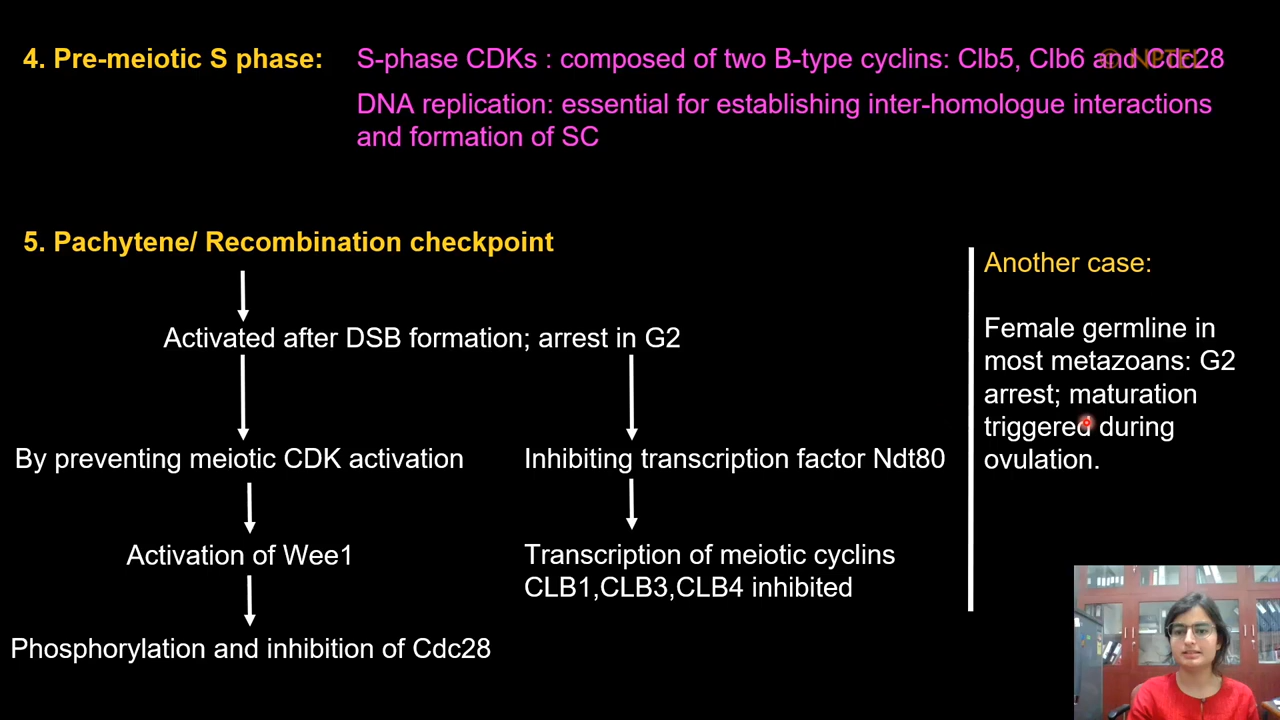 4. Pre-meiotic S phase:
S-phase CDKs : composed of two B-type cyclins: Clb5, Clb6 and Cdc28
© NPTEL
DNA replication: essential for establishing inter-homologue interactions
and formation of SC
5. Pachytene/ Recombination checkpoint
Activated after DSB formation; arrest in G2
By preventing meiotic CDK activation
Inhibiting transcription factor Ndt80
Activation of Wee1
Transcription of meiotic cyclins
CLB1,CLB3,CLB4 inhibited
Phosphorylation and inhibition of Cdc28
Another case:
Female germline in
most metazoans: G2
arrest; maturation
triggered during
ovulation.